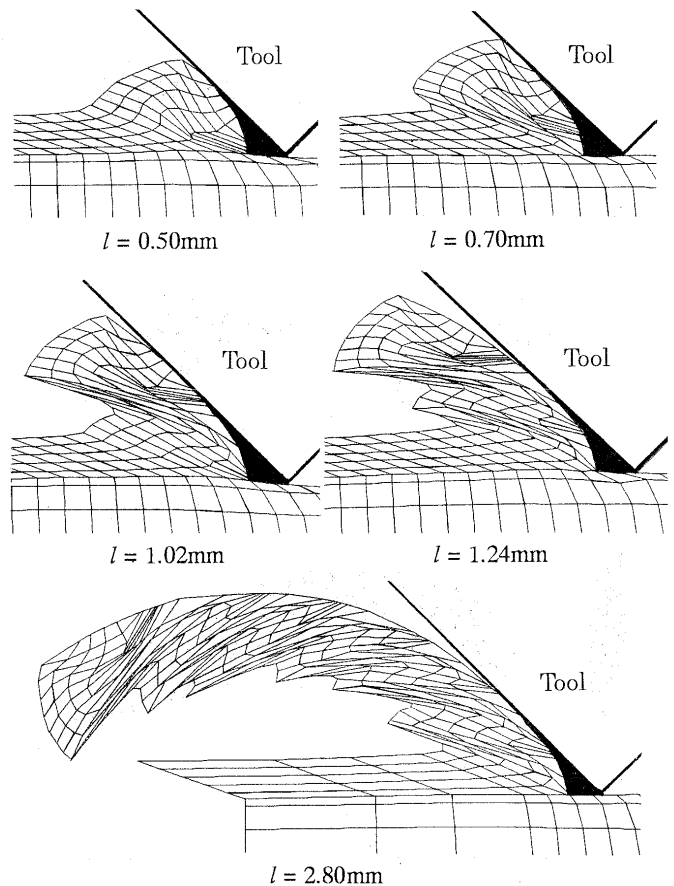 Tool
Tool
l = 0.50mm
l = 0.70mm
Tool
Tool
l = 1.02mm
l = 1.24mm
Tool
l = 2.80mm